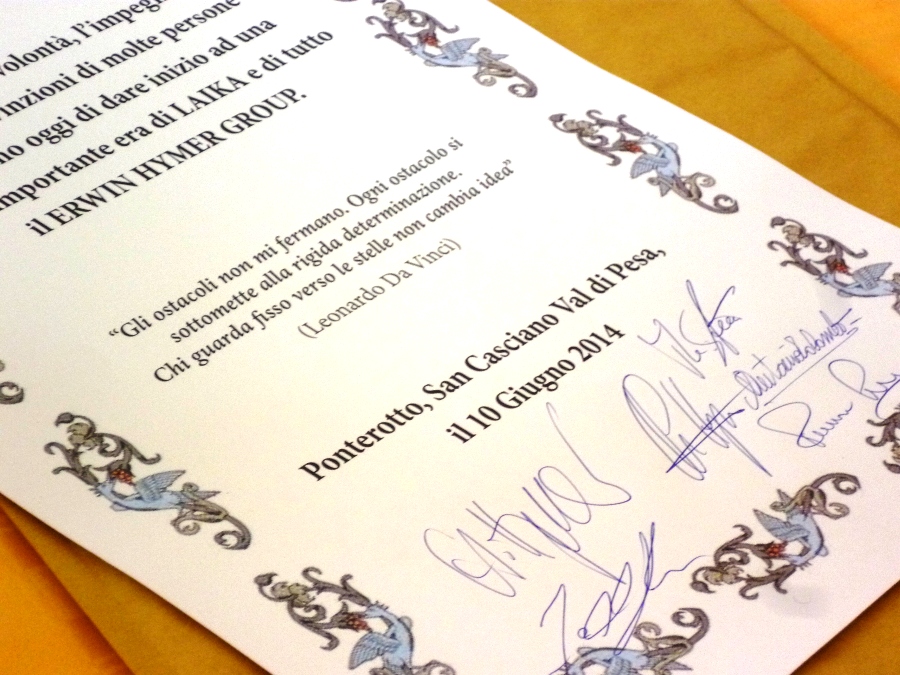 volontà, l'impeg
vinzioni di molte persone
no oggi di dare inizio ad una
importante era di LAIKA e di tutto
il ERWIN HYMER GROUP.
“Gli ostacoli non mi fermano. Ogni ostacolo si
sottomette alla rigida determinazione.
Chi guarda fisso verso le stelle non cambia idea”
(Leonardo Da Vinci)
Ponterotto, San Casciano Val di Pesa,
il 10 Giugno 2014